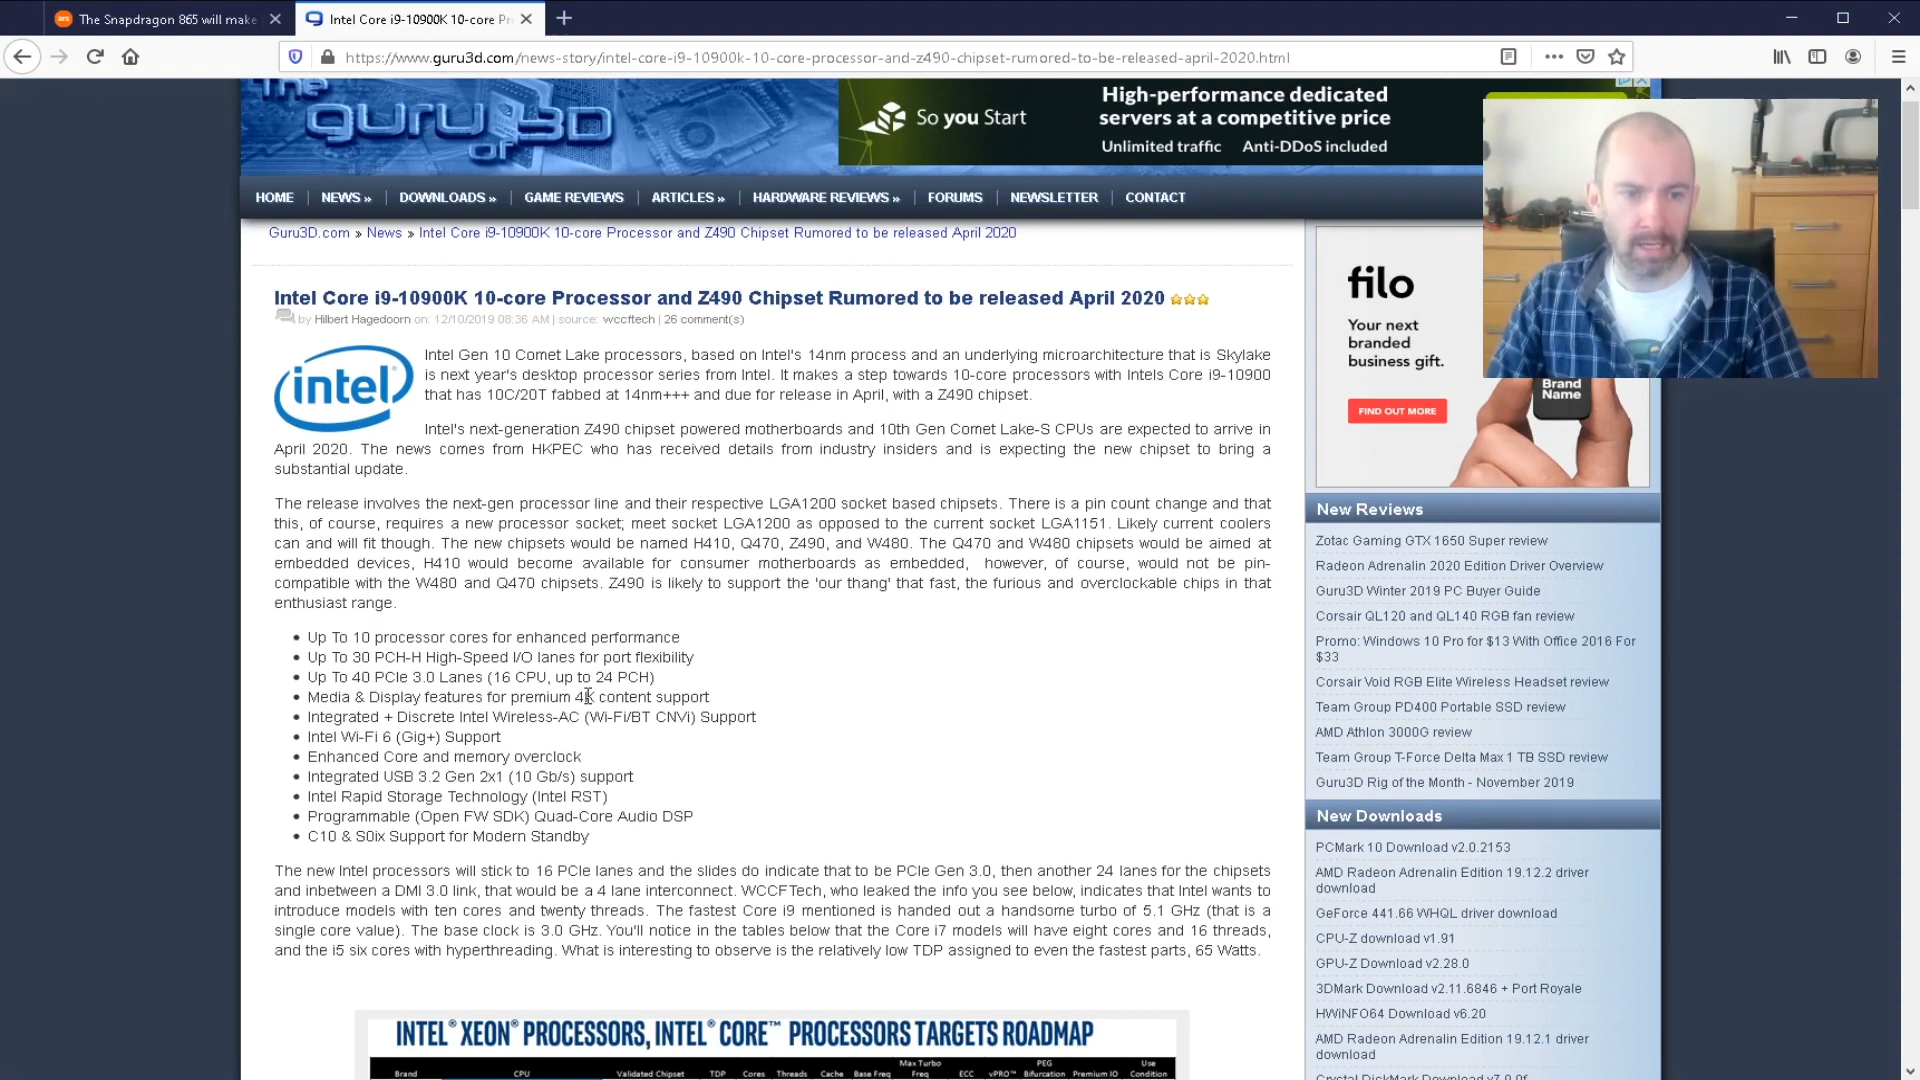 The Snapdragon 865 will make
Intel Core i9-10900K 10-core Pr
https://www.guru3d.com/news-story/intel-core-i9-10900k-10-core-processor-and-z490-chipset-rumored-to-be-released-april-2020.html
The
guru3D
of
So you Start
High-performance dedicated
servers at a competitive price
Unlimited traffic Anti-DDoS included
HOME NEWS » DOWNLOADS » GAME REVIEWS ARTICLES » HARDWARE REVIEWS » FORUMS NEWSLETTER CONTACT
Guru3D.com » News » Intel Core i9-10900K 10-core Processor and Z490 Chipset Rumored to be released April 2020
Intel Core i9-10900K 10-core Processor and Z490 Chipset Rumored to be released April 2020
by Hilbert Hagedoorn on: 12/10/2019 08:36 AM | source: wccftech | 26 comment(s)
intel
Intel Gen 10 Comet Lake processors, based on Intel's 14nm process and an underlying microarchitecture that is Skylake
is next year's desktop processor series from Intel. It makes a step towards 10-core processors with Intels Core i9-10900
that has 10C/20T fabbed at 14nm+++ and due for release in April, with a Z490 chipset.
Intel's next-generation Z490 chipset powered motherboards and 10th Gen Comet Lake-S CPUs are expected to arrive in
April 2020. The news comes from HKPEC who has received details from industry insiders and is expecting the new chipset to bring a
substantial update.
The release involves the next-gen processor line and their respective LGA1200 socket based chipsets. There is a pin count change and that
this, of course, requires a new processor socket; meet socket LGA1200 as opposed to the current socket LGA1151. Likely current coolers
can and will fit though. The new chipsets would be named H410, Q470, Z490, and W480. The Q470 and W480 chipsets would be aimed at
embedded devices, H410 would become available for consumer motherboards as embedded, however, of course, would not be pin-
compatible with the W480 and Q470 chipsets. Z490 is likely to support the 'our thang' that fast, the furious and overclockable chips in that
enthusiast range.
Up To 10 processor cores for enhanced performance
Up To 30 PCH-H High-Speed I/O lanes for port flexibility
Up To 40 PCIe 3.0 Lanes (16 CPU, up to 24 PCH)
Media & Display features for premium 4K content support
Integrated + Discrete Intel Wireless-AC (Wi-Fi/BT CNVi) Support
Intel Wi-Fi 6 (Gig+) Support
Enhanced Core and memory overclock
Integrated USB 3.2 Gen 2x1 (10 Gb/s) support
Intel Rapid Storage Technology (Intel RST)
Programmable (Open FW SDK) Quad-Core Audio DSP
C10 & S0ix Support for Modern Standby
The new Intel processors will stick to 16 PCIe lanes and the slides do indicate that to be PCIe Gen 3.0, then another 24 lanes for the chipsets
and inbetween a DMI 3.0 link, that would be a 4 lane interconnect. WCCFTech, who leaked the info you see below, indicates that Intel wants to
introduce models with ten cores and twenty threads. The fastest Core i9 mentioned is handed out a handsome turbo of 5.1 GHz (that is a
single core value). The base clock is 3.0 GHz. You'll notice in the tables below that the Core i7 models will have eight cores and 16 threads,
and the i5 six cores with hyperthreading. What is interesting to observe is the relatively low TDP assigned to even the fastest parts, 65 Watts.
INTEL® XEON® PROCESSORS, INTEL® CORE™ PROCESSORS TARGETS ROADMAP
Brand CPU Validated Chipset TDP Cores Threads Cache Base Freq Max Turbo Freq ECC vPRO™ PEG Bifurcation Premium IO Use Condition
filo
Your next
branded
business gift.
FIND OUT MORE
Brand
Name
New Reviews
Zotac Gaming GTX 1650 Super review
Radeon Adrenalin 2020 Edition Driver Overview
Guru3D Winter 2019 PC Buyer Guide
Corsair QL120 and QL140 RGB fan review
Promo: Windows 10 Pro for $13 With Office 2016 For
$33
Corsair Void RGB Elite Wireless Headset review
Team Group PD400 Portable SSD review
AMD Athlon 3000G review
Team Group T-Force Delta Max 1 TB SSD review
Guru3D Rig of the Month - November 2019
New Downloads
PCMark 10 Download v2.0.2153
AMD Radeon Adrenalin Edition 19.12.2 driver
download
GeForce 441.66 WHQL driver download
CPU-Z download v1.91
GPU-Z Download v2.28.0
3DMark Download v2.11.6846 + Port Royale
HWiNFO64 Download v6.20
AMD Radeon Adrenalin Edition 19.12.1 driver
download
Crystal DiskMark Download v7.0.0f